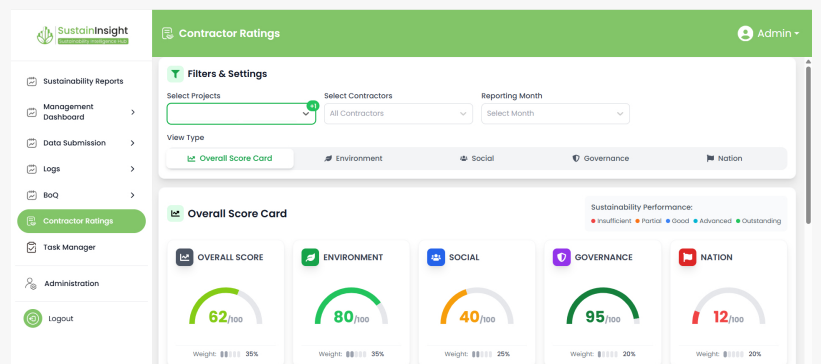 SustainInsight
Sustainability Intelligence Hub
Contractor Ratings
Admin
Sustainability Reports
Management
Dashboard
Data Submission
Logs
BoQ
Contractor Ratings
Task Manager
Administration
Logout
Filters & Settings
Select Projects
+1
Select Contractors
All Contractors
Reporting Month
Select Month
View Type
Overall Score Card
Environment
Social
Governance
Nation
Overall Score Card
Sustainability Performance:
Insufficient Partial Good Advanced Outstanding
OVERALL SCORE
62/100
Weight: 35%
ENVIRONMENT
80/100
Weight: 35%
SOCIAL
40/100
Weight: 25%
GOVERNANCE
95/100
Weight: 20%
NATION
12/100
Weight: 20%